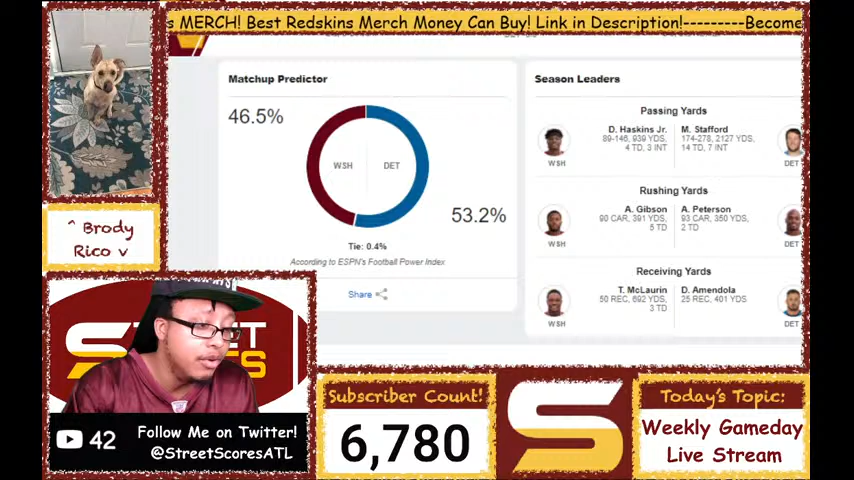 s MERCH! Best Redskins Merch Money Can Buy! Link in Description!---------Become
Matchup Predictor
46.5%
WSH
DET
53.2%
Tie: 0.4%
According to ESPN's Football Power Index
Share
Season Leaders
Passing Yards
D. Haskins Jr.
89-146, 939 YDS,
4 TD, 3 INT
M. Stafford
174-278, 2127 YDS,
14 TD, 7 INT
WSH
DET
Rushing Yards
A. Gibson
90 CAR, 391 YDS,
5 TD
A. Peterson
93 CAR, 350 YDS,
2 TD
WSH
DET
Receiving Yards
T. McLaurin
50 REC, 692 YDS,
3 TD
D. Amendola
25 REC, 401 YDS
WSH
DET
^ Brody
Rico v
42
Follow Me on Twitter!
@StreetScoresATL
Subscriber Count!
6,780
S
Today's Topic:
Weekly Gameday
Live Stream